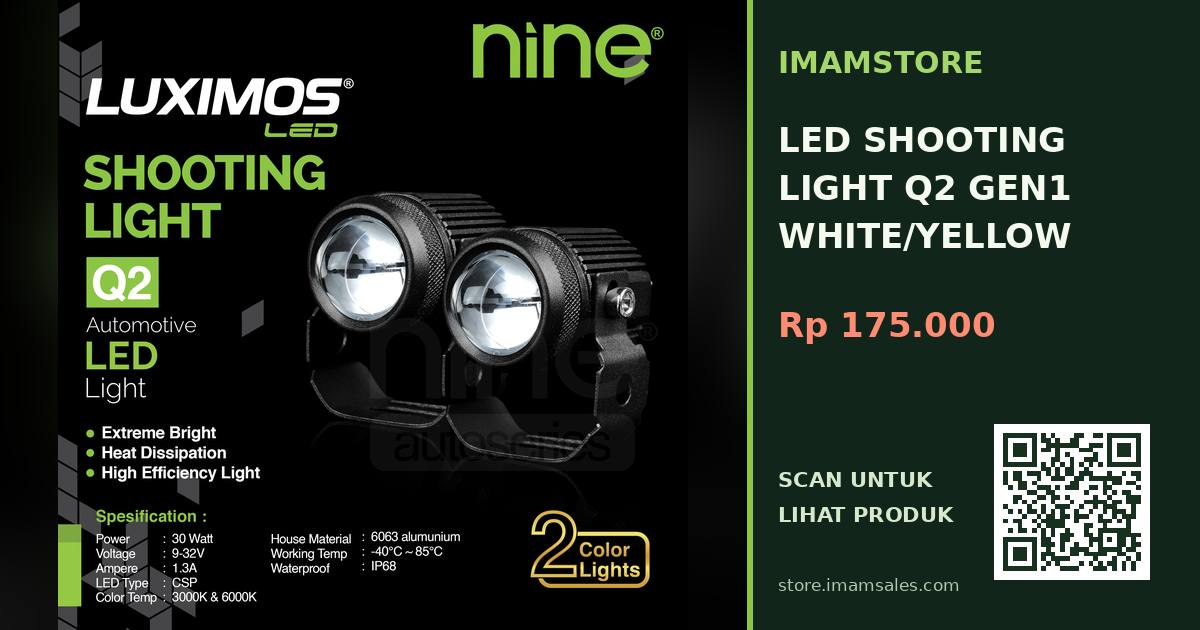 nine®
LUXIMOS®
LED
SHOOTING
LIGHT
Q2
Automotive
LED
Light
nine®
autoseries
Extreme Bright
Heat Dissipation
High Efficiency Light
Spesification :
Power : 30 Watt
Voltage : 9-32V
Ampere : 1.3A
LED Type : CSP
Color Temp : 3000K & 6000K
House Material : 6063 alumunium
Working Temp : -40°C ~ 85°C
Waterproof : IP68
2 Color
Lights
IMAMSTORE
LED SHOOTING
LIGHT Q2 GEN1
WHITE/YELLOW
Rp 175.000
SCAN UNTUK
LIHAT PRODUK
store.imamsales.com